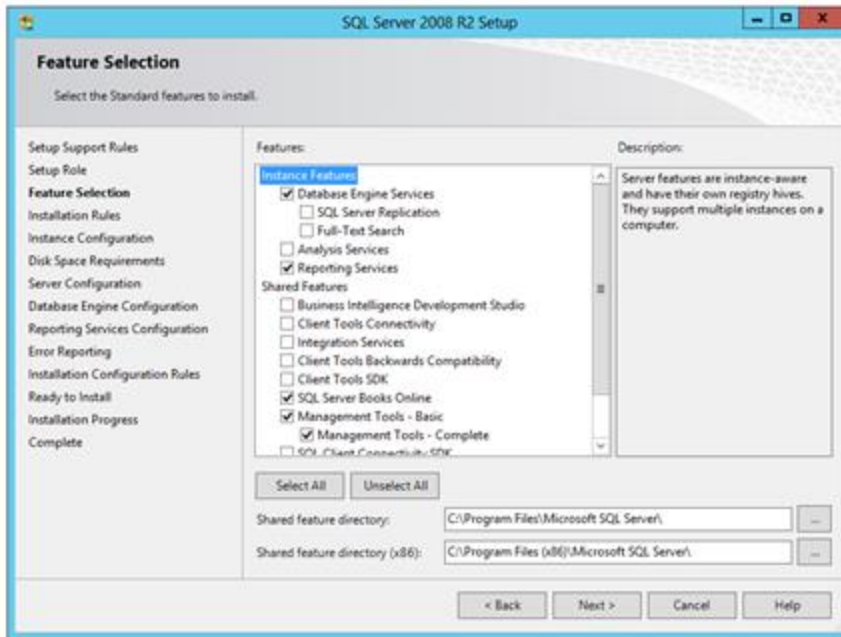 SQL Server 2008 R2 Setup
Feature Selection
Select the Standard features to install.
Setup Support Rules
Setup Role
Feature Selection
Installation Rules
Instance Configuration
Disk Space Requirements
Server Configuration
Database Engine Configuration
Reporting Services Configuration
Error Reporting
Installation Configuration Rules
Ready to Install
Installation Progress
Complete
Features:
Instance Features
Database Engine Services
SQL Server Replication
Full-Text Search
Analysis Services
Reporting Services
Shared Features
Business Intelligence Development Studio
Client Tools Connectivity
Integration Services
Client Tools Backwards Compatibility
Client Tools SDK
SQL Server Books Online
Management Tools - Basic
Management Tools - Complete
SQL Client Connectivity SDK
Description:
Server features are instance-aware
and have their own registry hives.
They support multiple instances on a
computer.
Select All
Unselect All
Shared feature directory:
C:\Program Files\Microsoft SQL Server\
...
Shared feature directory (x86):
C:\Program Files (x86)\Microsoft SQL Server\
...
< Back
Next >
Cancel
Help